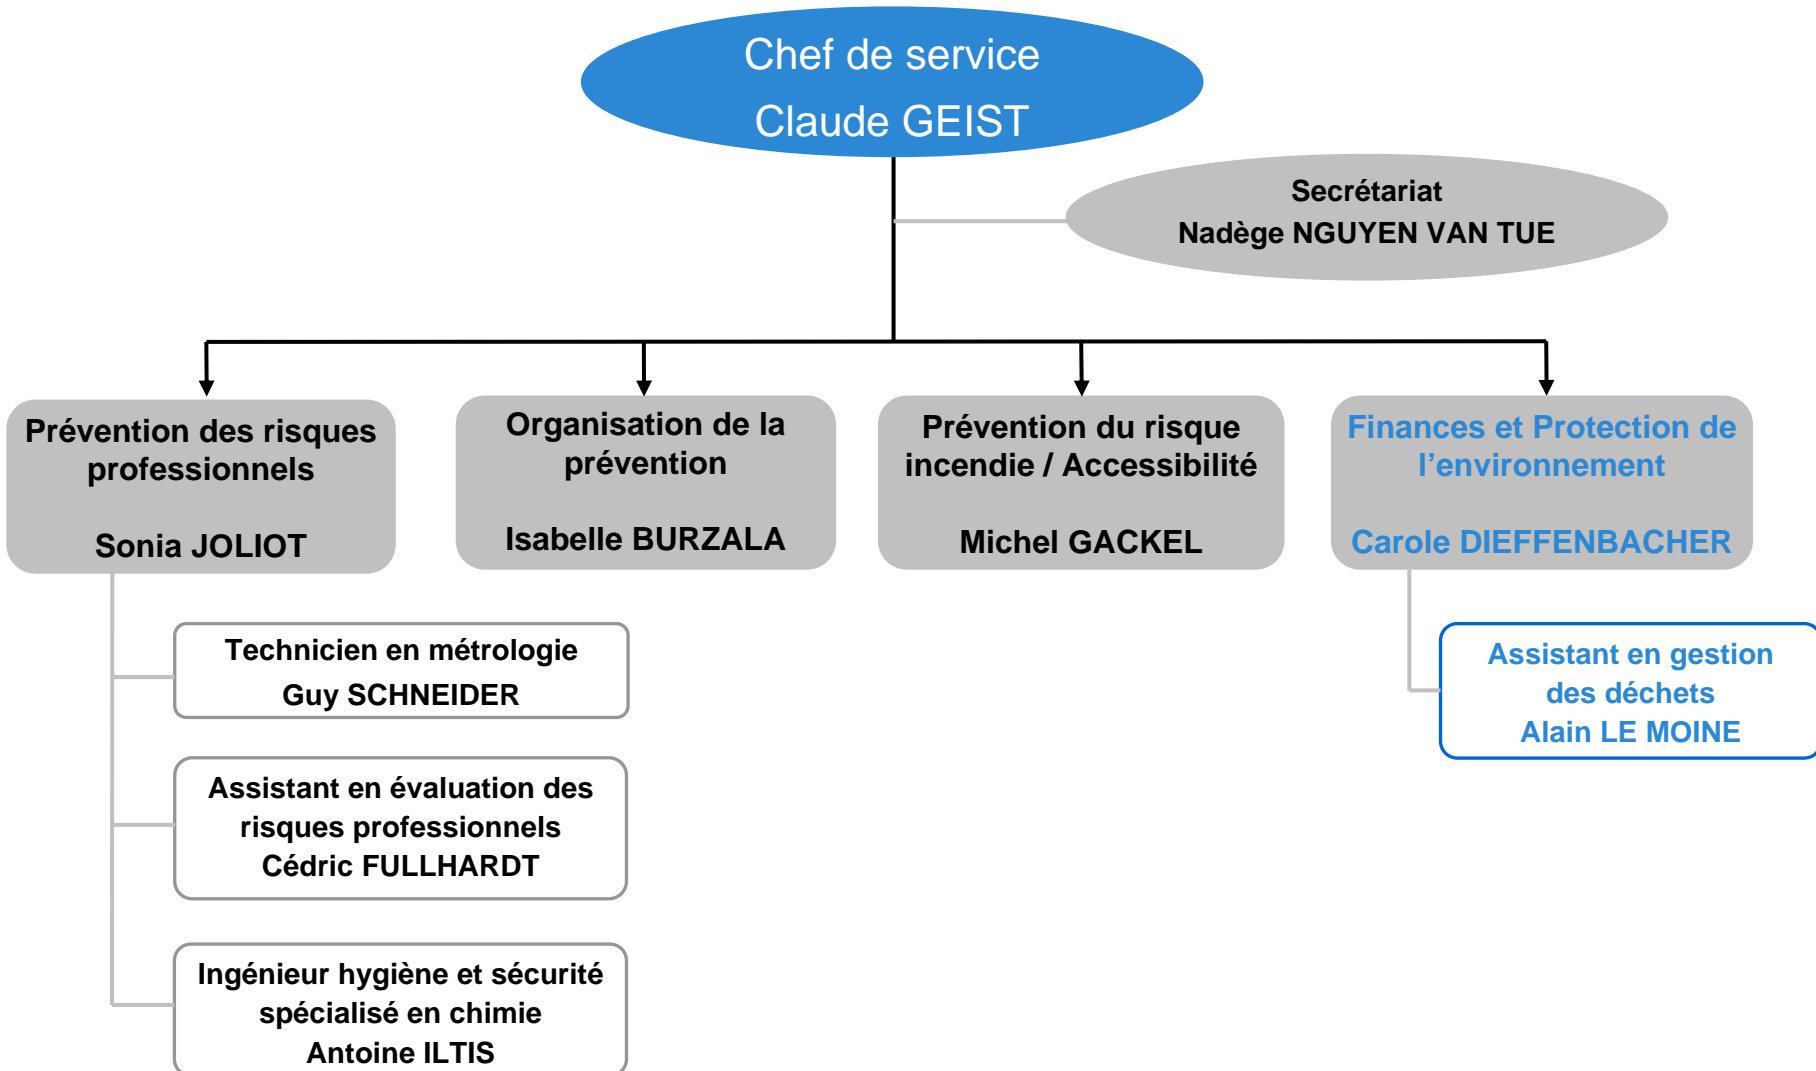 Chef de service
Claude GEIST
Secrétariat
Nadège NGUYEN VAN TUE
Prévention des risques
professionnels
Sonia JOLIOT
Organisation de la
prévention
Isabelle BURZALA
Prévention du risque
incendie / Accessibilité
Michel GACKEL
Finances et Protection de
l’environnement
Carole DIEFFENBACHER
Technicien en métrologie
Guy SCHNEIDER
Assistant en évaluation des
risques professionnels
Cédric FULLHARDT
Ingénieur hygiène et sécurité
spécialisé en chimie
Antoine ILTIS
Assistant en gestion
des déchets
Alain LE MOINE